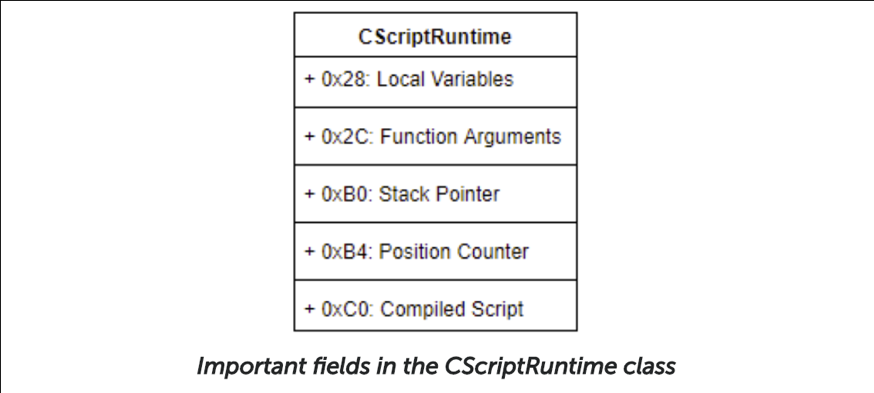 CScriptRuntime
+ 0x28: Local Variables
+ 0x2C: Function Arguments
+ 0xB0: Stack Pointer
+ 0xB4: Position Counter
+ 0xC0: Compiled Script
Important fields in the CScriptRuntime class